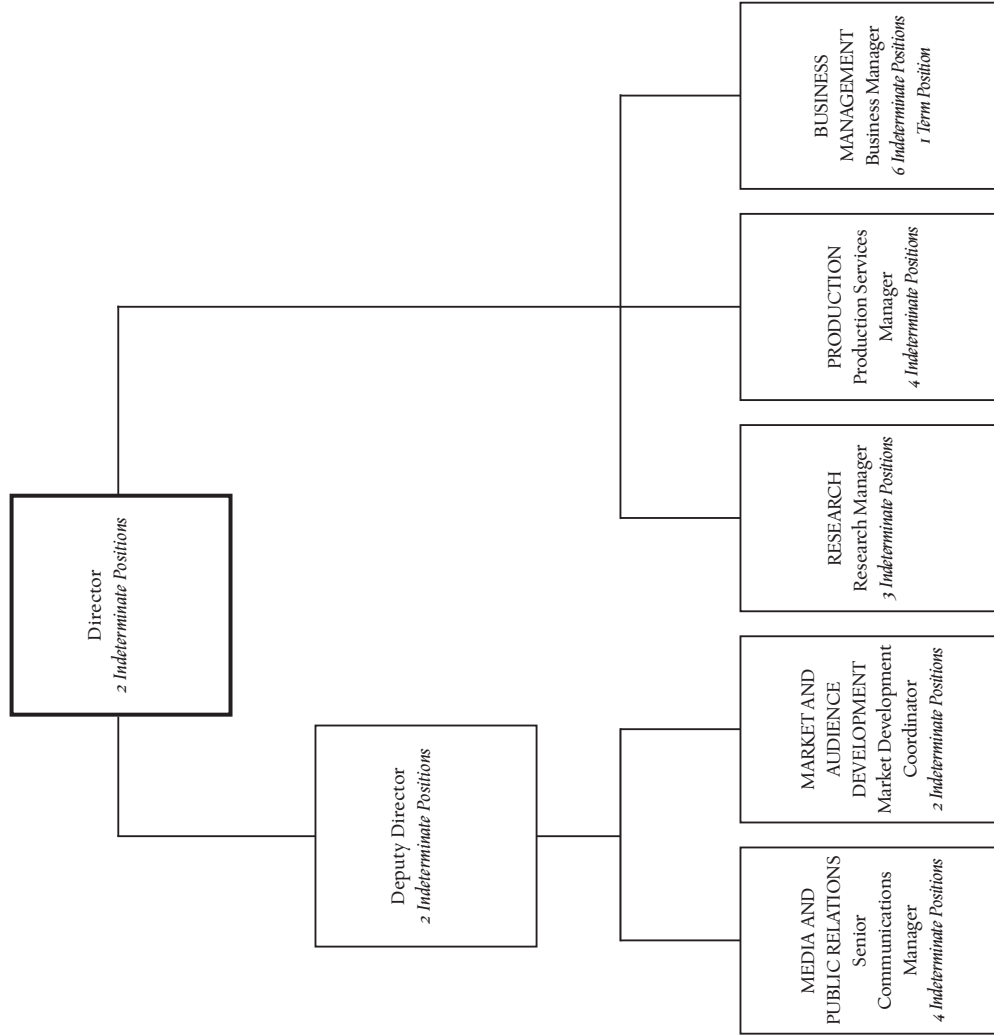 Director
2 Indeterminate Positions
Deputy Director
2 Indeterminate Positions
MEDIA AND
PUBLIC RELATIONS
Senior
Communications
Manager
4 Indeterminate Positions
MARKET AND
AUDIENCE
DEVELOPMENT
Market Development
Coordinator
2 Indeterminate Positions
RESEARCH
Research Manager
3 Indeterminate Positions
PRODUCTION
Production Services
Manager
4 Indeterminate Positions
BUSINESS
MANAGEMENT
Business Manager
6 Indeterminate Positions
1 Term Position